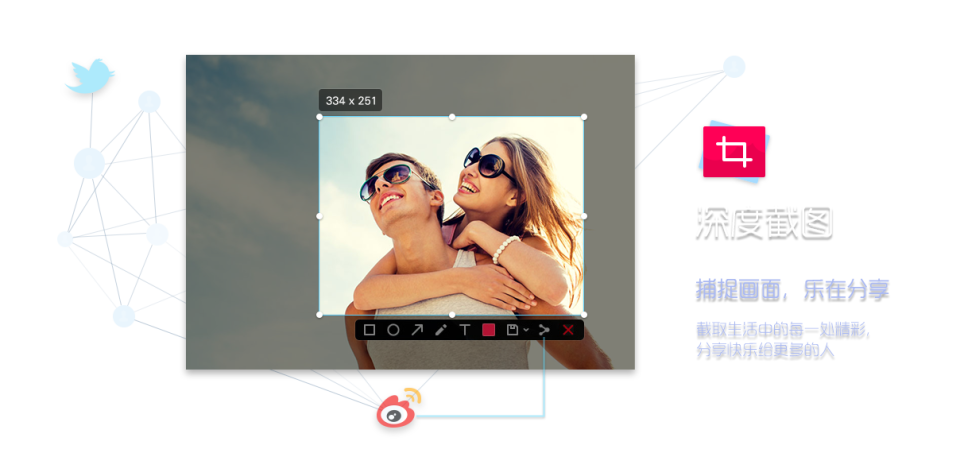 334 x 251
深度截图
捕捉画面，乐在分享
截取生活中的每一处精彩，
分享快乐给更多的人